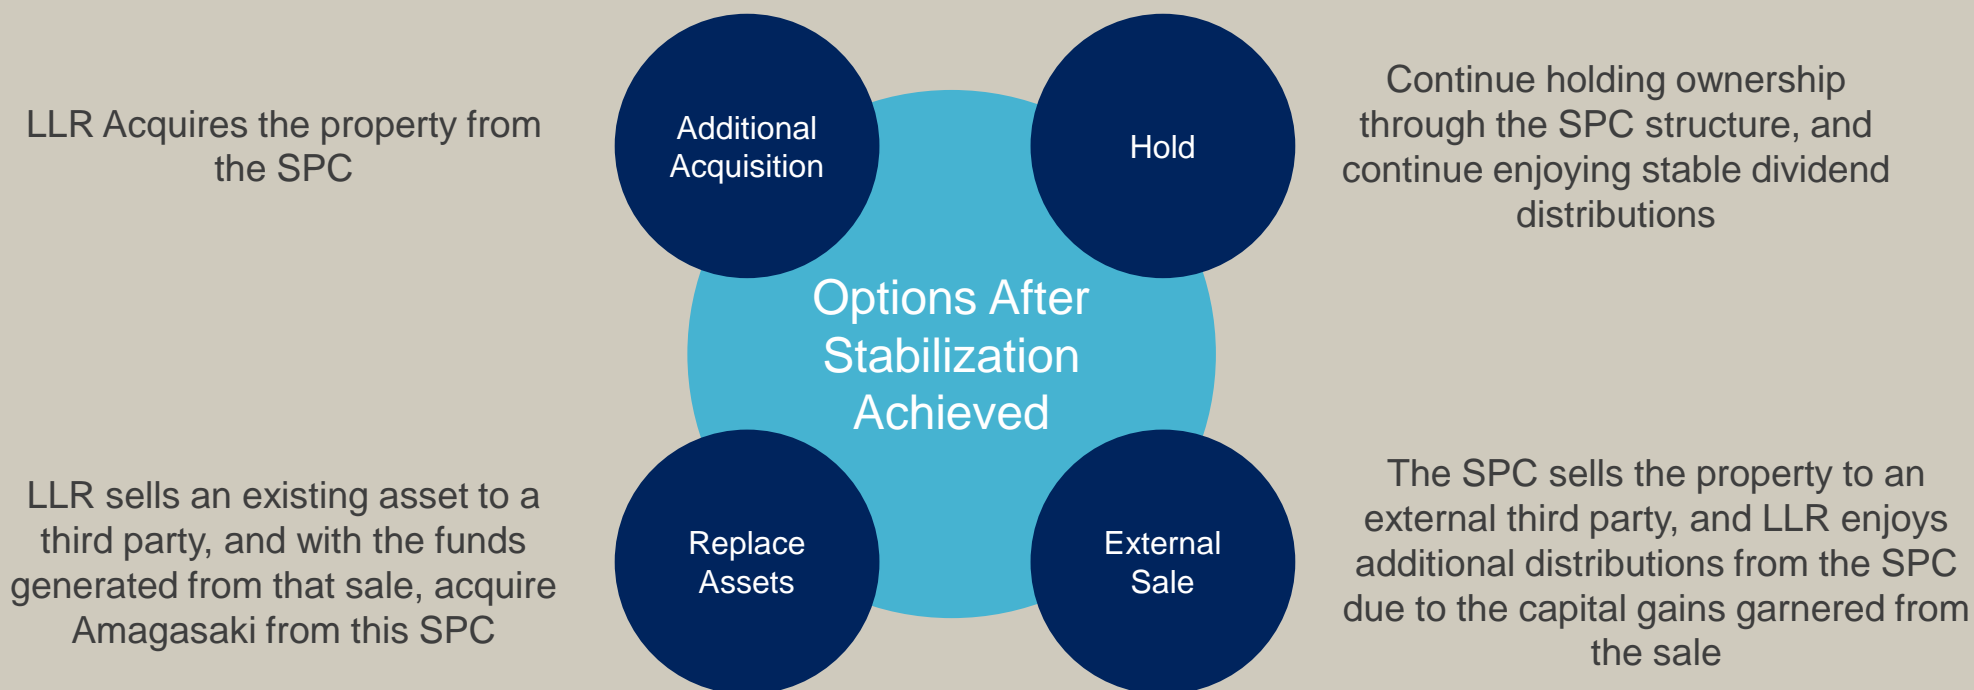 LLR Acquires the property from
the SPC
Additional
Acquisition
Hold
Continue holding ownership
through the SPC structure, and
continue enjoying stable dividend
distributions
Options After
Stabilization
Achieved
LLR sells an existing asset to a
third party, and with the funds
generated from that sale, acquire
Amagasaki from this SPC
Replace
Assets
External
Sale
The SPC sells the property to an
external third party, and LLR enjoys
additional distributions from the SPC
due to the capital gains garnered from
the sale